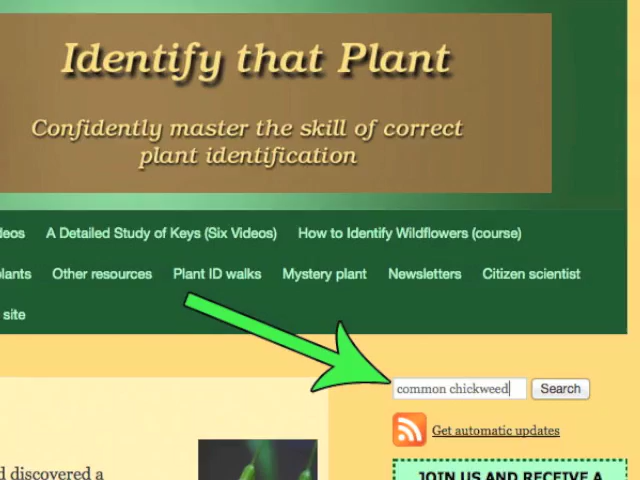 Identify that Plant
Confidently master the skill of correct
plant identification
A Detailed Study of Keys (Six Videos) How to Identify Wildflowers (course)
Other resources Plant ID walks Mystery plant Newsletters Citizen scientist
site
common chickweed Search
Get automatic updates
JOIN US AND RECEIVE A
discovered a